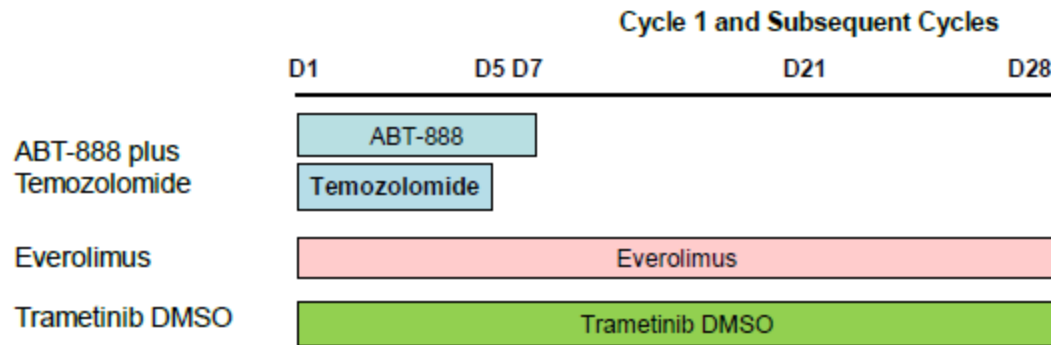 Cycle 1 and Subsequent Cycles
D1 D5 D7 D21 D28
ABT-888 plus
Temozolomide
ABT-888
Temozolomide
Everolimus
Everolimus
Trametinib DMSO
Trametinib DMSO